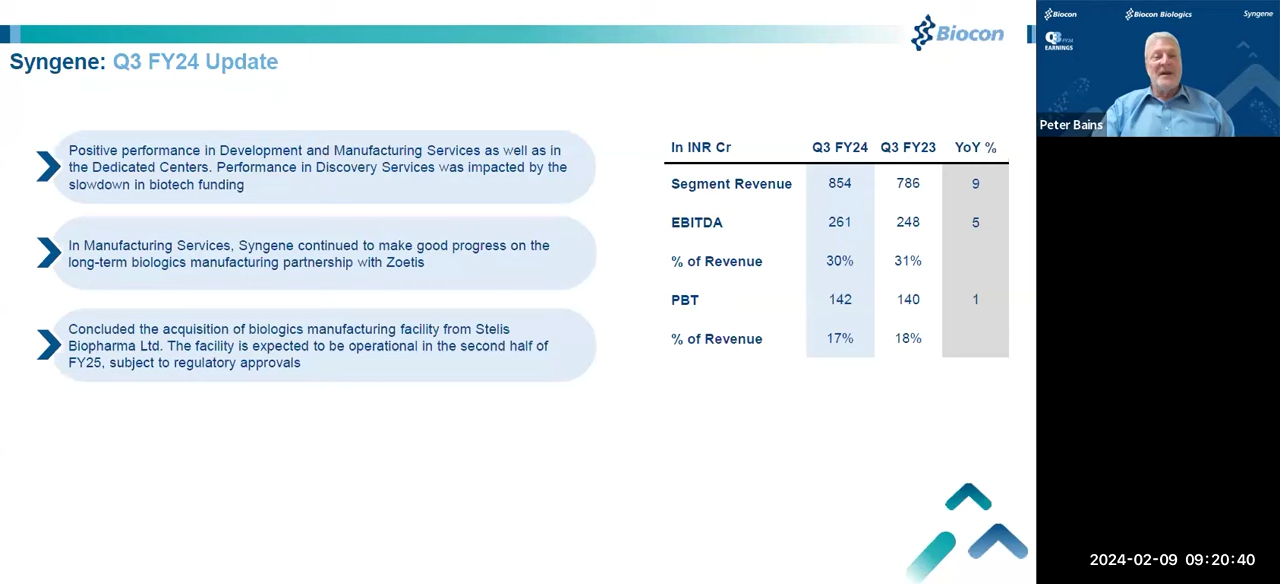 Biocon
Syngene: Q3 FY24 Update
Positive performance in Development and Manufacturing Services as well as in
the Dedicated Centers. Performance in Discovery Services was impacted by the
slowdown in biotech funding
In Manufacturing Services, Syngene continued to make good progress on the
long-term biologics manufacturing partnership with Zoetis
Concluded the acquisition of biologics manufacturing facility from Stelis
Biopharma Ltd. The facility is expected to be operational in the second half of
FY25, subject to regulatory approvals
In INR Cr Q3 FY24 Q3 FY23 YoY %
Segment Revenue 854 786 9
EBITDA 261 248 5
% of Revenue 30% 31%
PBT 142 140 1
% of Revenue 17% 18%
Biocon Biocon Biologics Syngene
Q3 FY24
EARNINGS
Peter Bains
2024-02-09 09:20:40